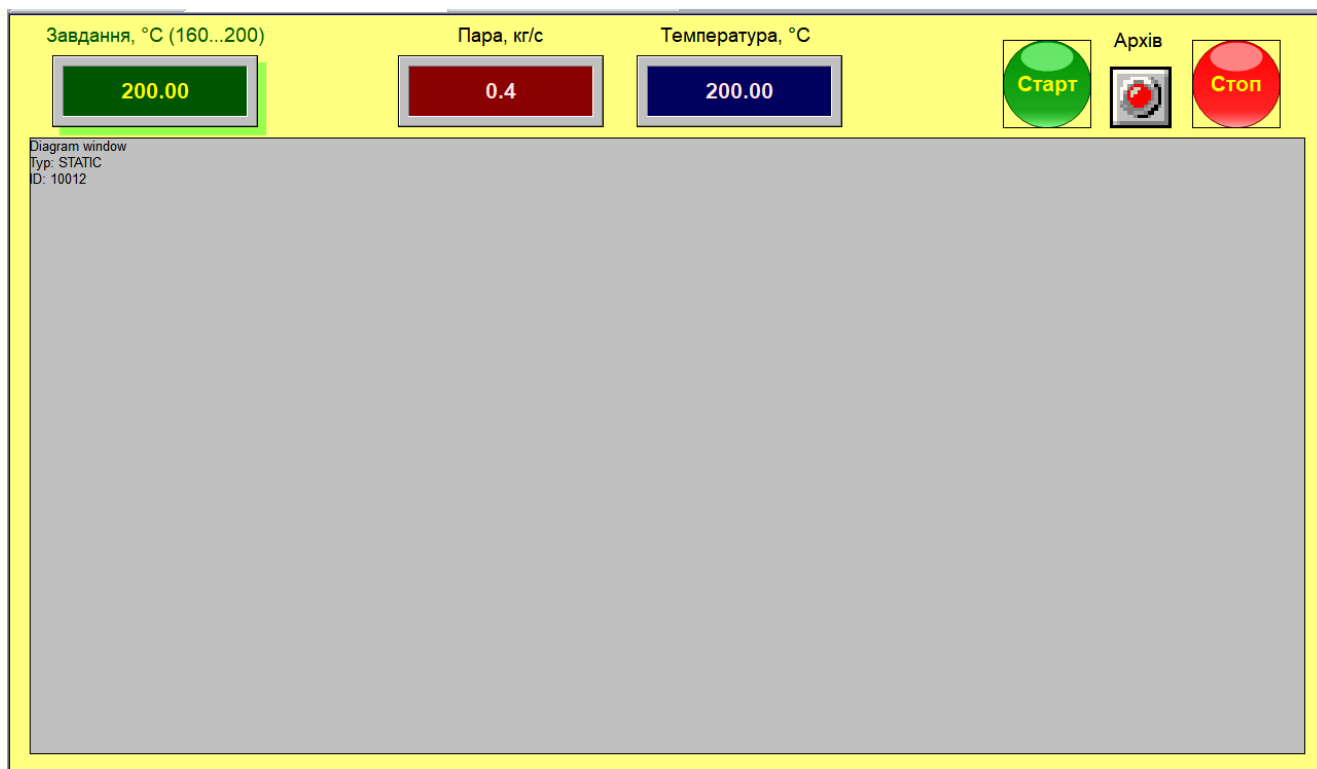 Завдання, °C (160...200)
Пара, кг/с
Температура, °C
Архів
200.00
0.4
200.00
Старт
Стоп
Diagram window
Typ: STATIC
ID: 10012